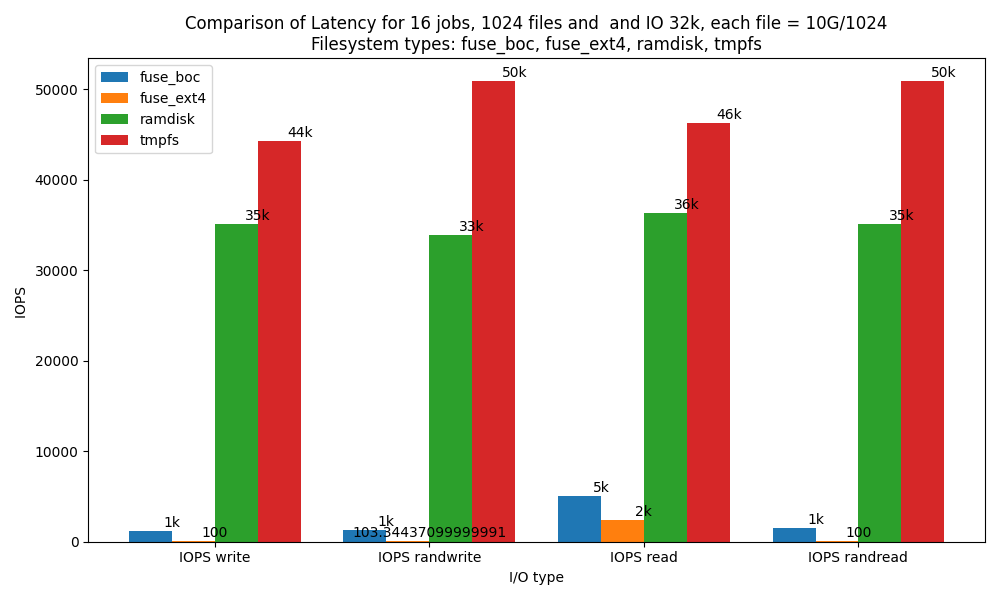 Comparison of Latency for 16 jobs, 1024 files and  and IO 32k, each file = 10G/1024
Filesystem types: fuse_boc, fuse_ext4, ramdisk, tmpfs
fuse_boc
fuse_ext4
ramdisk
tmpfs
IOPS
50000
40000
30000
20000
10000
0
1k
100
35k
44k
1k
103.34437099999991
33k
50k
5k
2k
36k
46k
1k
100
35k
50k
IOPS write
IOPS randwrite
IOPS read
IOPS randread
I/O type